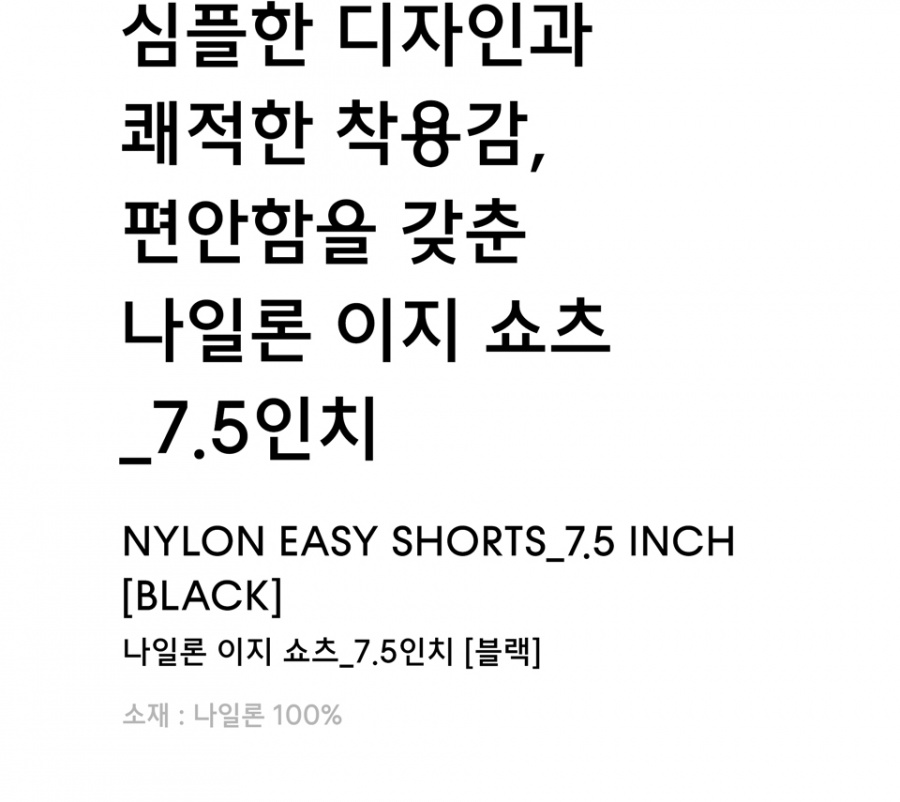 심플한 디자인과
쾌적한 착용감,
편안함을 갖춘
나일론 이지 쇼츠
_7.5인치
NYLON EASY SHORTS_7.5 INCH
[BLACK]
나일론 이지 쇼츠_7.5인치 [블랙]
소재 : 나일론 100%